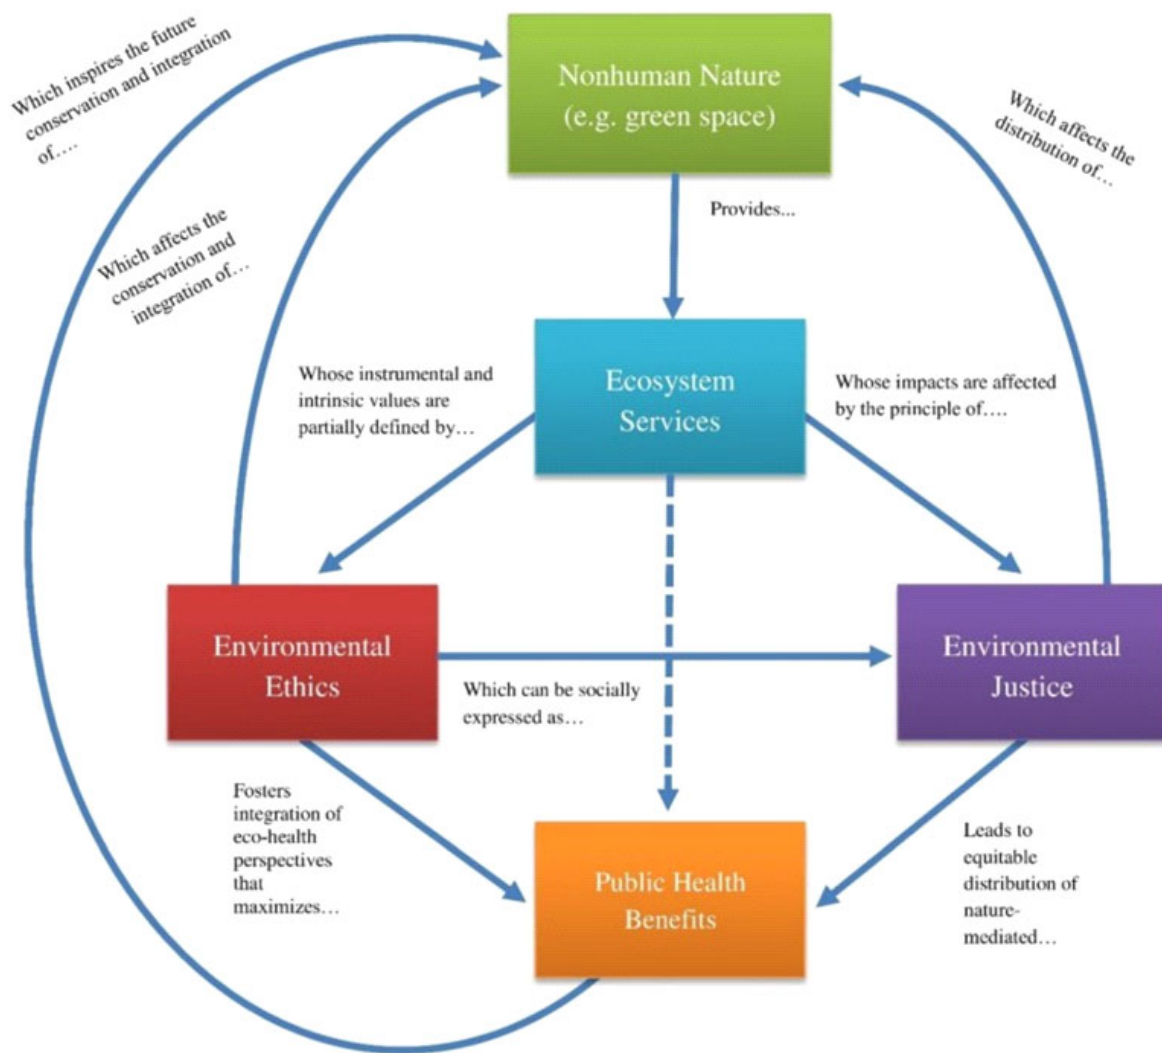 Which inspires the future
conservation and integration
of….
Nonhuman Nature
(e.g. green space)
Which affects the
distribution of…
Provides...
Which affects the
conservation and
integration of…
Whose instrumental and
intrinsic values are
partially defined by…
Ecosystem
Services
Whose impacts are affected
by the principle of….
Environmental
Ethics
Which can be socially
expressed as…
Environmental
Justice
Fosters
integration of
eco-health
perspectives
that
maximizes…
Public Health
Benefits
Leads to
equitable
distribution of
nature-
mediated…